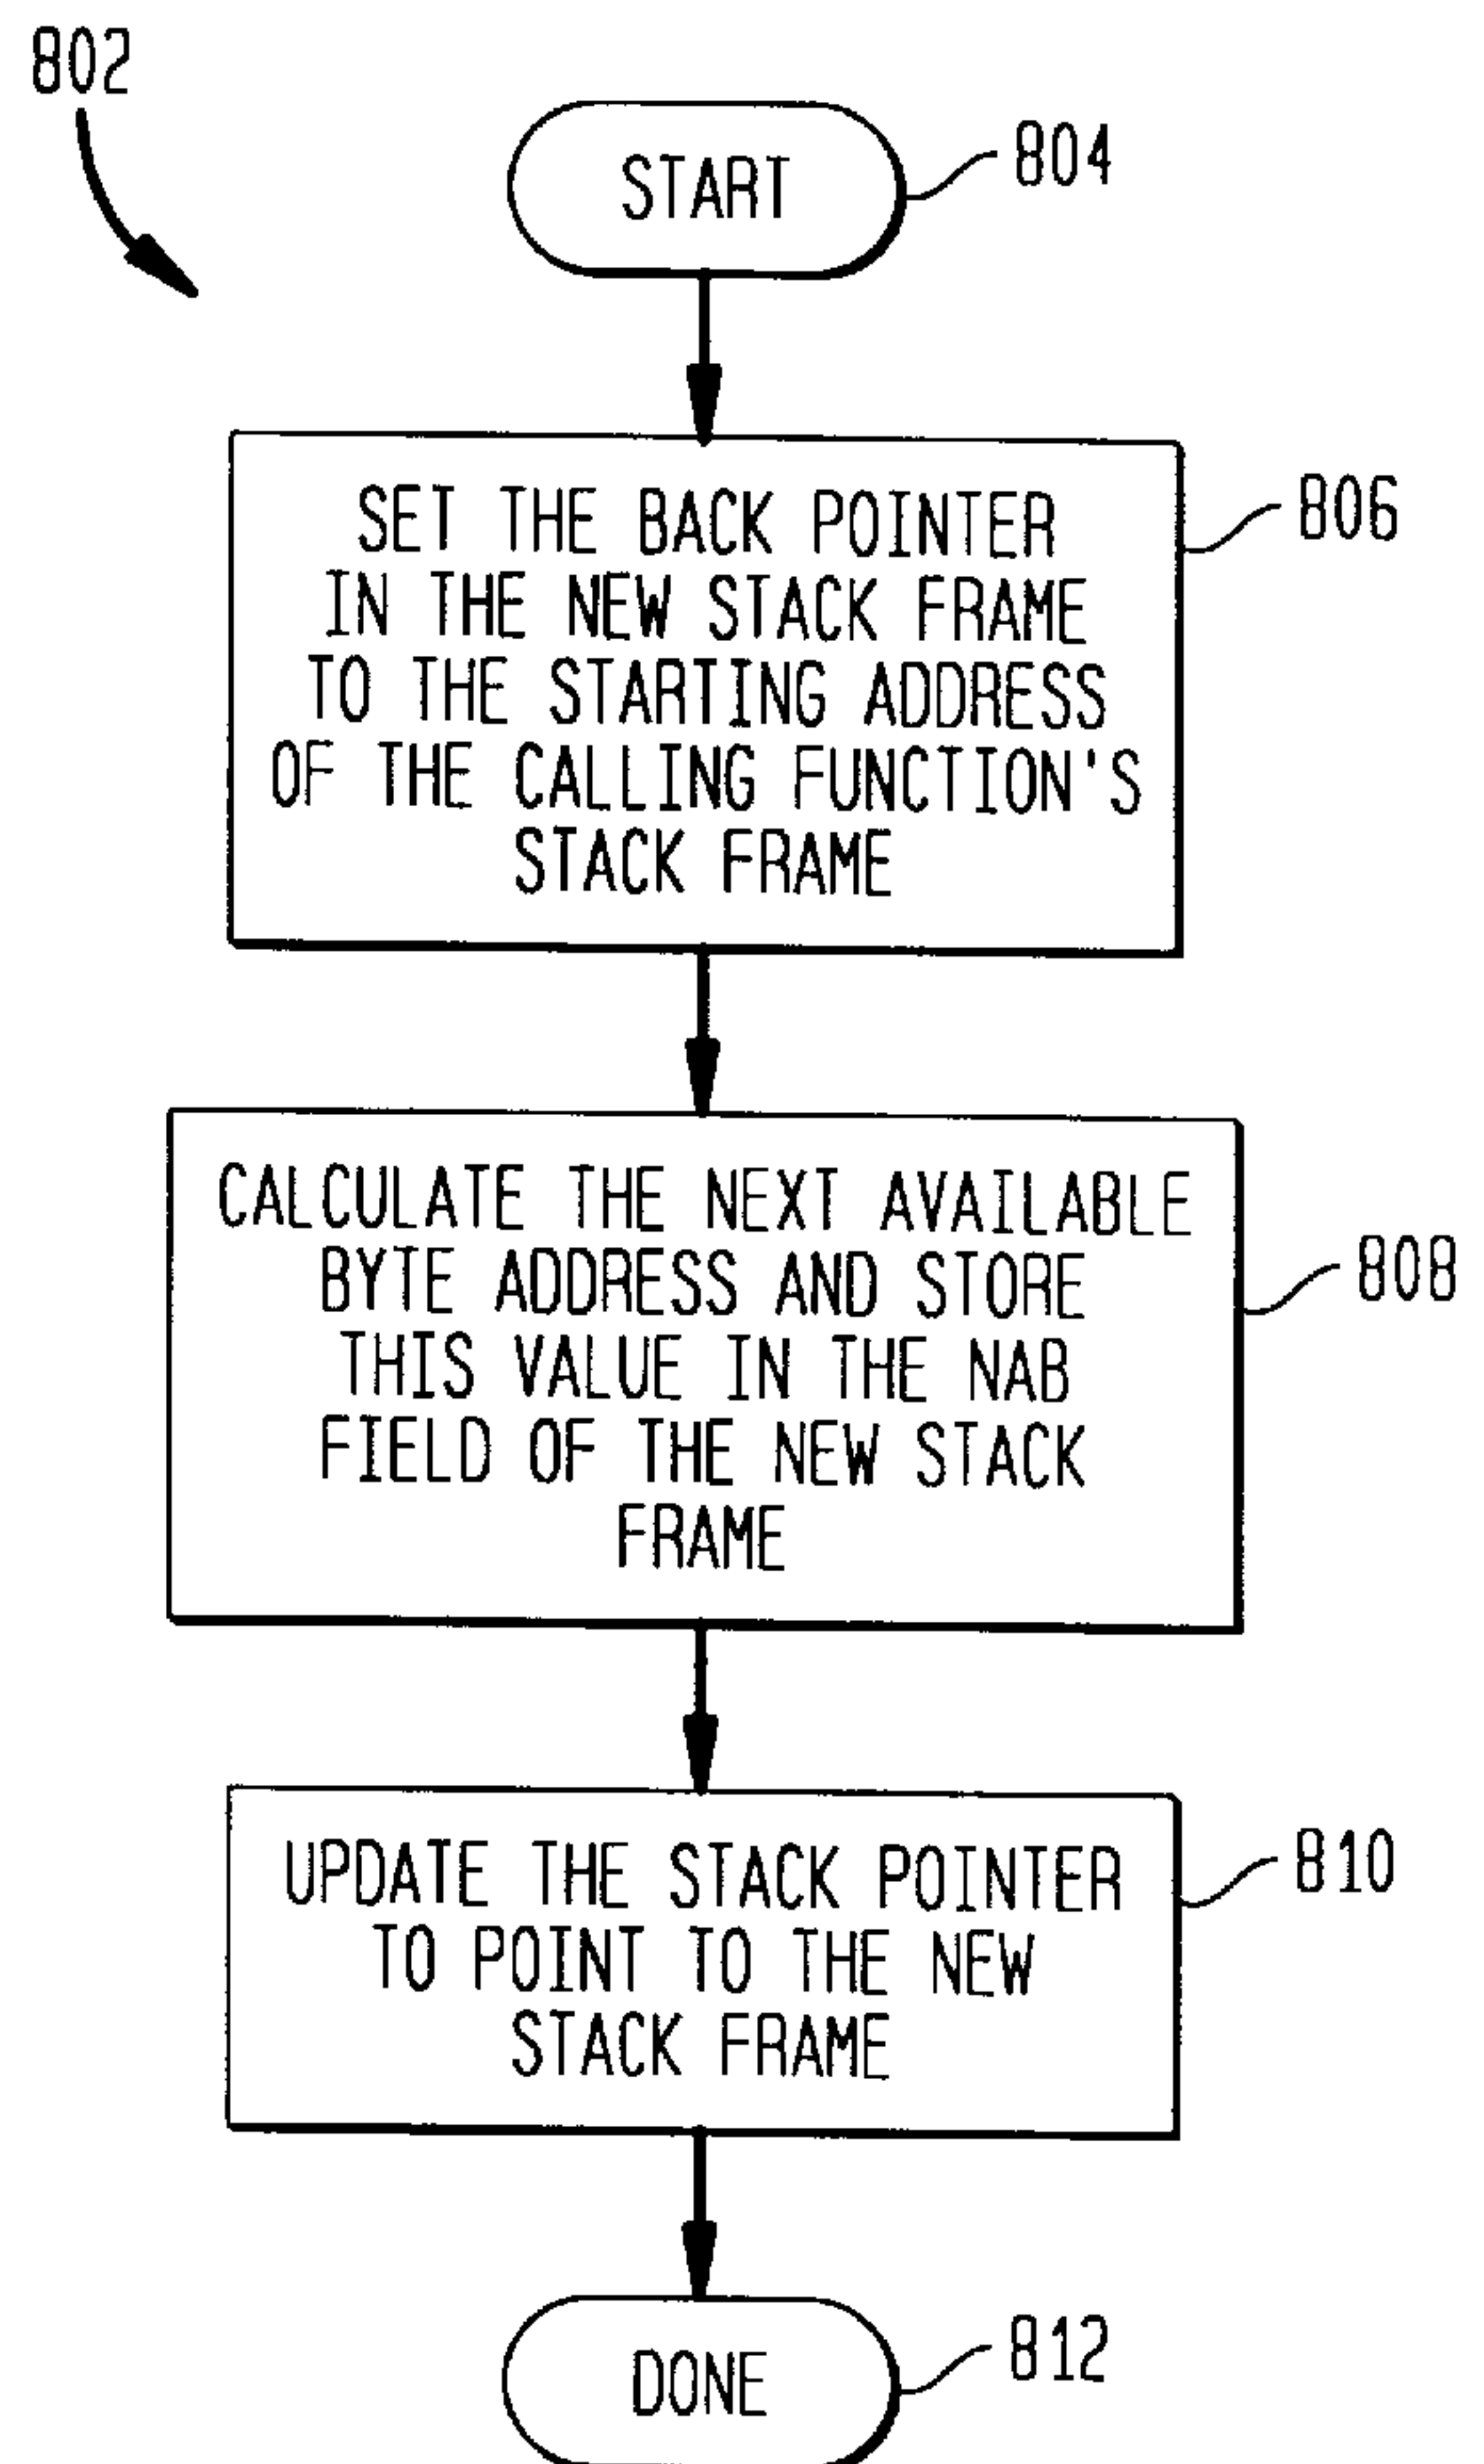 802
START
804
SET THE BACK POINTER
IN THE NEW STACK FRAME
TO THE STARTING ADDRESS
OF THE CALLING FUNCTION'S
STACK FRAME
806
CALCULATE THE NEXT AVAILABLE
BYTE ADDRESS AND STORE
THIS VALUE IN THE NAB
FIELD OF THE NEW STACK
FRAME
808
UPDATE THE STACK POINTER
TO POINT TO THE NEW
STACK FRAME
810
DONE
812